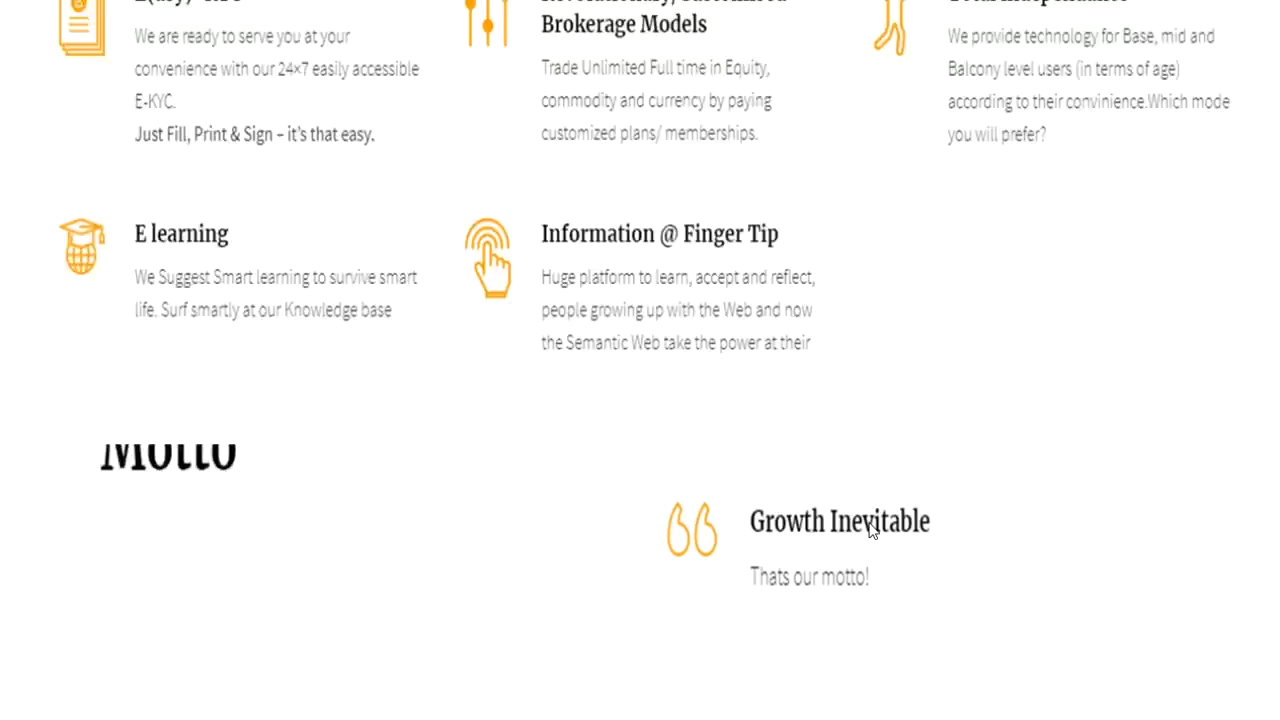 We are ready to serve you at your
convenience with our 24×7 easily accessible
E-KYC.
Just Fill, Print & Sign – it's that easy.
Brokerage Models
Trade Unlimited Full time in Equity,
commodity and currency by paying
customized plans/ memberships.
We provide technology for Base, mid and
Balcony level users (in terms of age)
according to their convinience.Which mode
you will prefer?
E learning
We Suggest Smart learning to survive smart
life. Surf smartly at our Knowledge base
Information @ Finger Tip
Huge platform to learn, accept and reflect,
people growing up with the Web and now
the Semantic Web take the power at their
Motto
Growth Inevitable
Thats our motto!